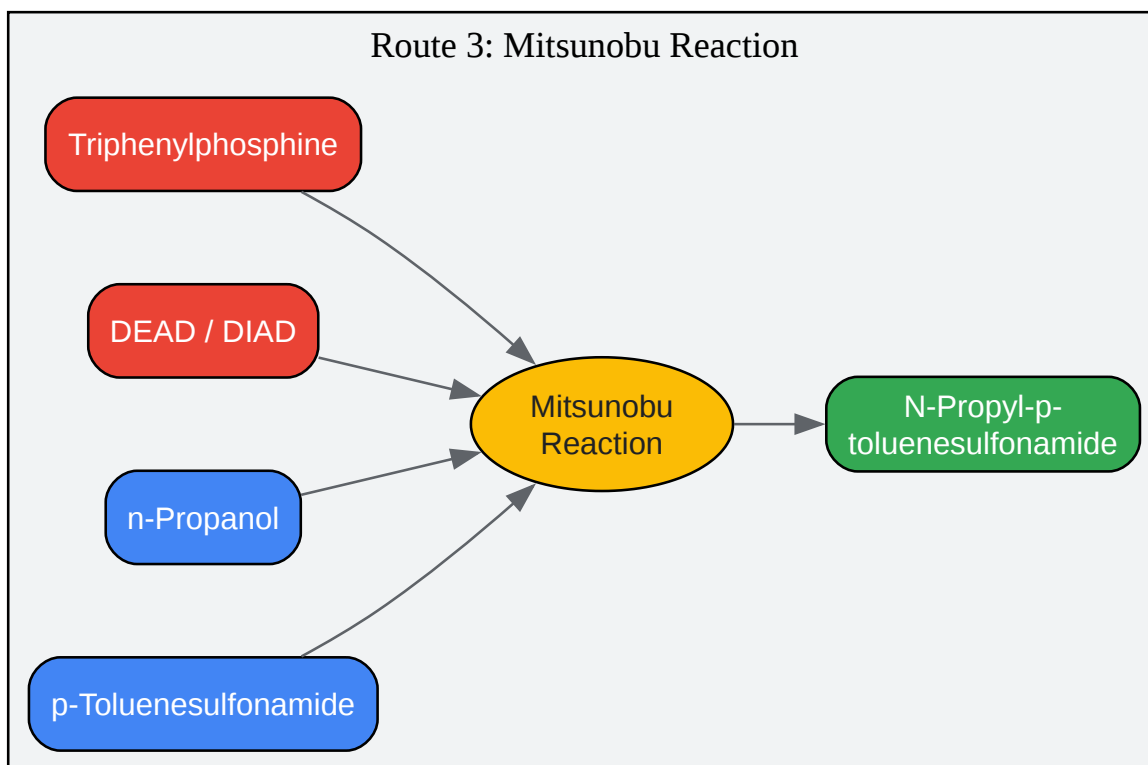 Route 3: Mitsunobu Reaction
Triphenylphosphine
DEAD / DIAD
n-Propanol
p-Toluenesulfonamide
Mitsunobu
Reaction
N-Propyl-p-
toluenesulfonamide